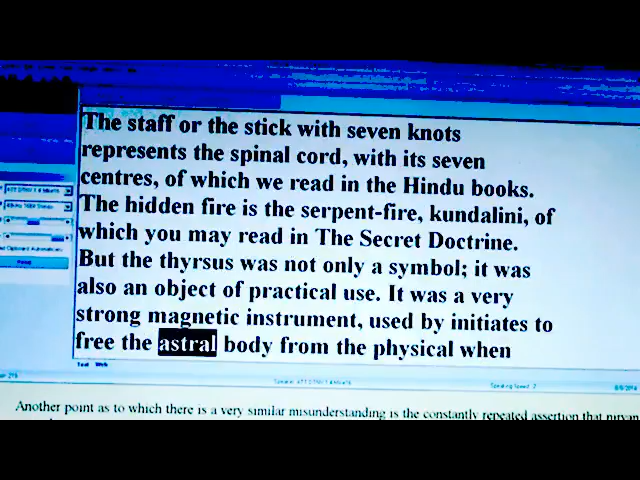 The staff or the stick with seven knots
represents the spinal cord, with its seven
centres, of which we read in the Hindu books.
The hidden fire is the serpent-fire, kundalini, of
which you may read in The Secret Doctrine.
But the thyrsus was not only a symbol; it was
also an object of practical use. It was a very
strong magnetic instrument, used by initiates to
free the astral body from the physical when
Another point as to which there is a very similar misunderstanding is the constantly repeated assertion that